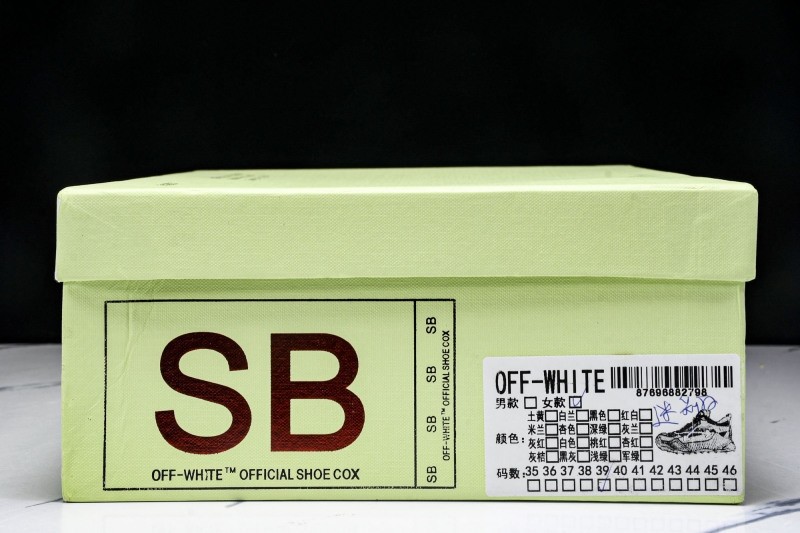 SB
OFF-WHITE™ OFFICIAL SHOE COX
SB SB SB SB
OFF-WHITE™ OFFICIAL SHOE COX
OFF-WHITE
87696882798
男款 女款
颜色:
土黄 白兰 黑色 红白
米兰 杏色 深绿 灰兰
灰红 白色 桃红 杏红
灰桔 黑灰 浅绿 军绿
码数: 35 36 37 38 39 40 41 42 43 44 45 46